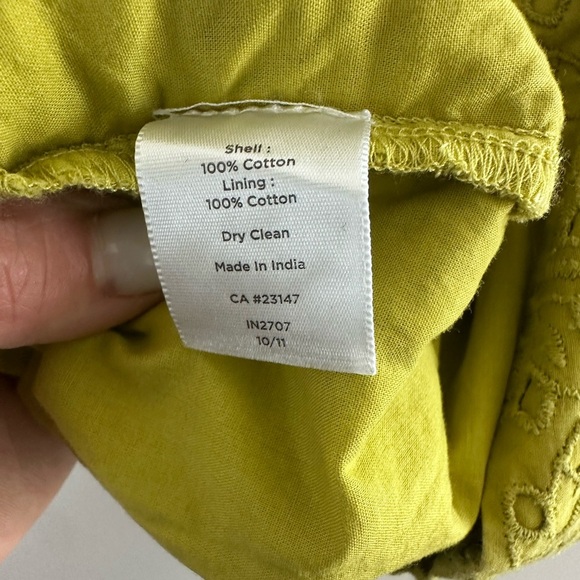 Shell :
100% Cotton
Lining :
100% Cotton
Dry Clean
Made In India
CA #23147
IN2707
10/11